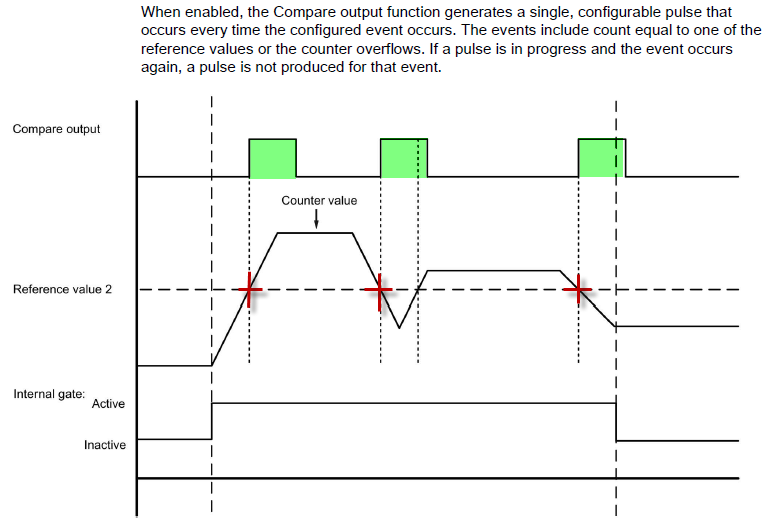 When enabled, the Compare output function generates a single, configurable pulse that
occurs every time the configured event occurs. The events include count equal to one of the
reference values or the counter overflows. If a pulse is in progress and the event occurs
again, a pulse is not produced for that event.
Compare output
Counter value
Reference value 2
Internal gate:
Active
Inactive